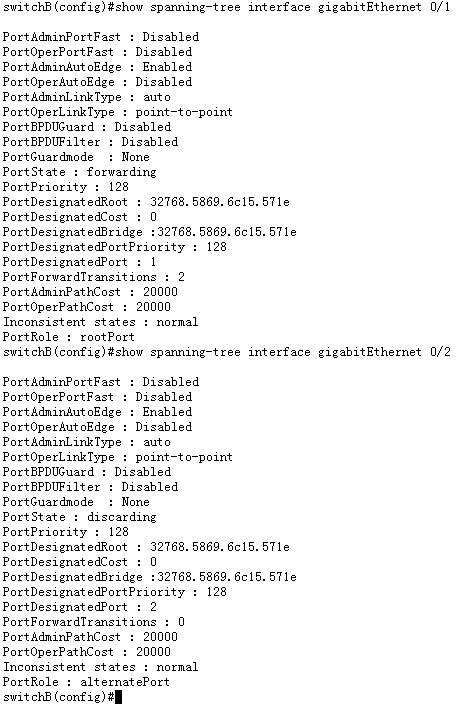 switchB(config)#show spanning-tree interface gigabitEthernet 0/1
PortAdminPortFast : Disabled
PortOperPortFast : Disabled
PortAdminAutoEdge : Enabled
PortOperAutoEdge : Disabled
PortAdminLinkType : auto
PortOperLinkType : point-to-point
PortBPDUGuard : Disabled
PortBPDUFilter : Disabled
PortGuardmode  : None
PortState : forwarding
PortPriority : 128
PortDesignatedRoot : 32768.5869.6c15.571e
PortDesignatedCost : 0
PortDesignatedBridge :32768.5869.6c15.571e
PortDesignatedPortPriority : 128
PortDesignatedPort : 1
PortForwardTransitions : 2
PortAdminPathCost : 20000
PortOperPathCost : 20000
Inconsistent states : normal
PortRole : rootPort
switchB(config)#show spanning-tree interface gigabitEthernet 0/2
PortAdminPortFast : Disabled
PortOperPortFast : Disabled
PortAdminAutoEdge : Enabled
PortOperAutoEdge : Disabled
PortAdminLinkType : auto
PortOperLinkType : point-to-point
PortBPDUGuard : Disabled
PortBPDUFilter : Disabled
PortGuardmode  : None
PortState : discarding
PortPriority : 128
PortDesignatedRoot : 32768.5869.6c15.571e
PortDesignatedCost : 0
PortDesignatedBridge :32768.5869.6c15.571e
PortDesignatedPortPriority : 128
PortDesignatedPort : 2
PortForwardTransitions : 0
PortAdminPathCost : 20000
PortOperPathCost : 20000
Inconsistent states : normal
PortRole : alternatePort
switchB(config)#